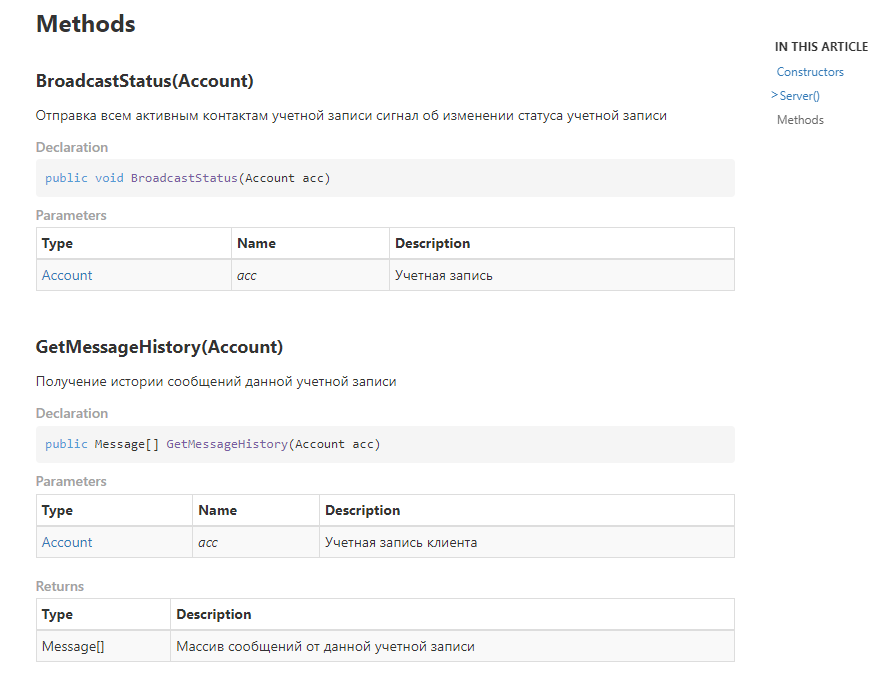 Methods
IN THIS ARTICLE
Constructors
>Server()
Methods
BroadcastStatus(Account)
Отправка всем активным контактам учетной записи сигнал об изменении статуса учетной записи
Declaration
public void BroadcastStatus(Account acc)
Parameters
Type Name Description
Account acc Учетная запись
GetMessageHistory(Account)
Получение истории сообщений данной учетной записи
Declaration
public Message[] GetMessageHistory(Account acc)
Parameters
Type Name Description
Account acc Учетная запись клиента
Returns
Type Description
Message[] Массив сообщений от данной учетной записи